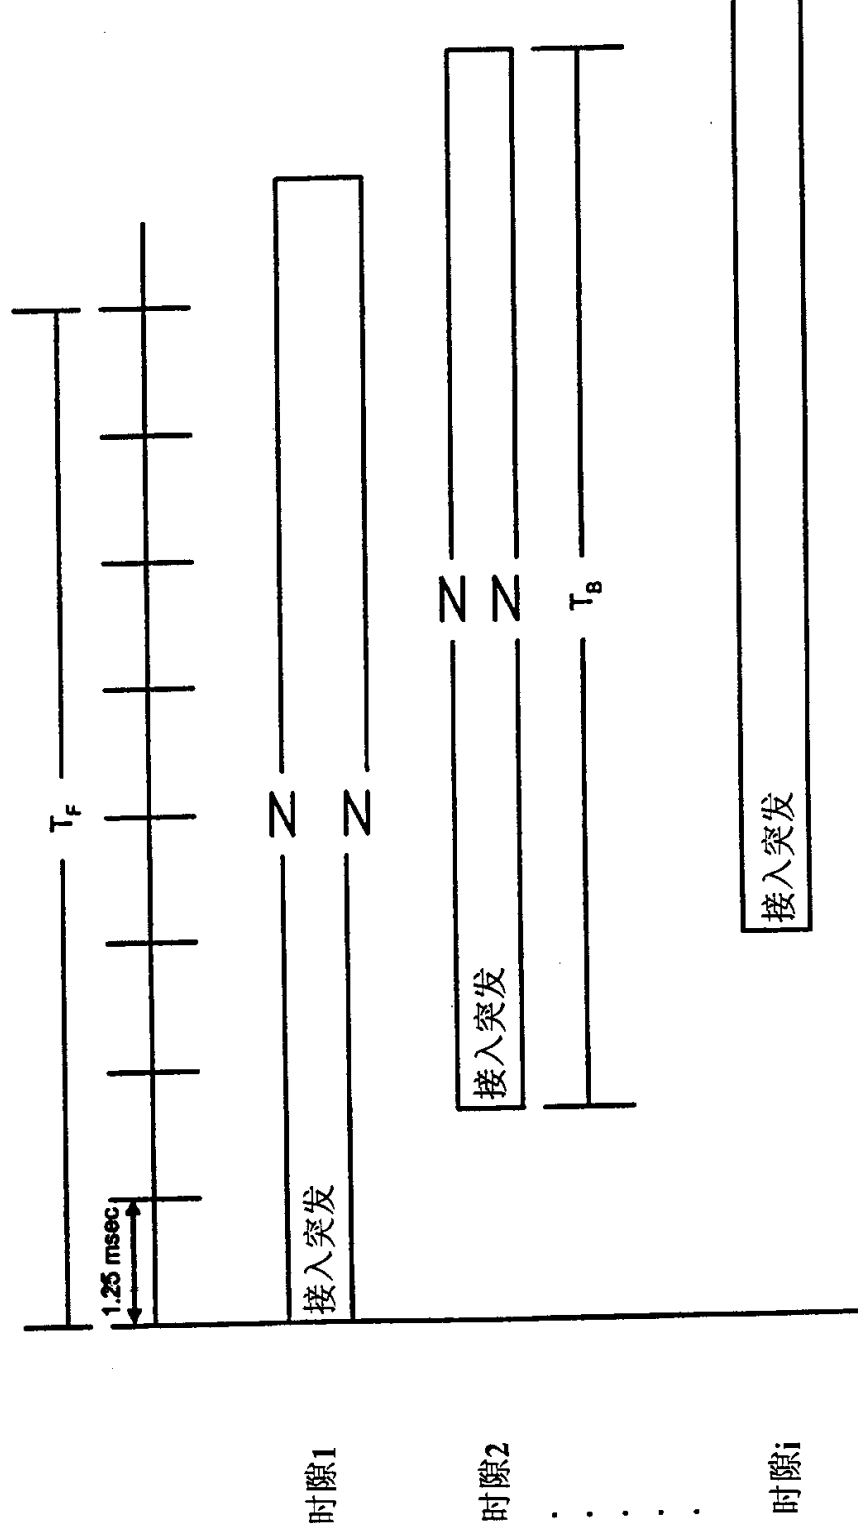 T_F
1.25 msec
时隙1
接入突发
时隙2
接入突发
T_B
. . . . .
时隙i
接入突发